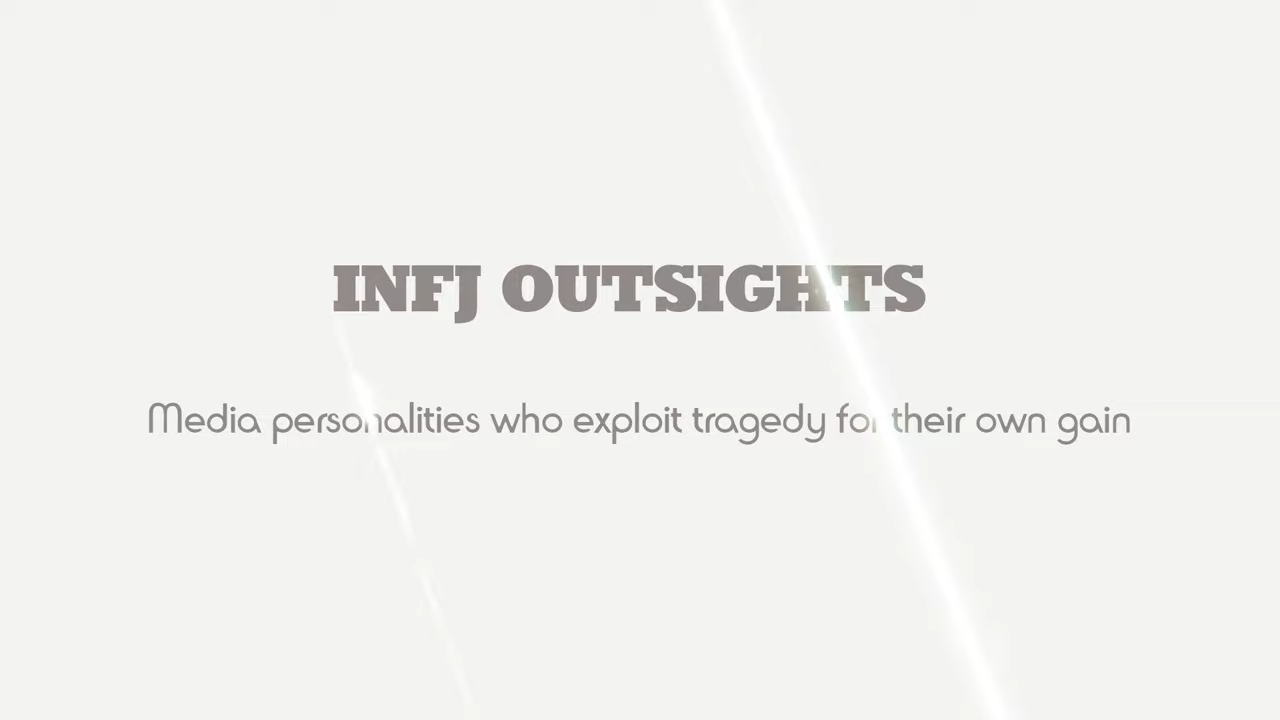 INFJ OUTSIGHTS
Media personalities who exploit tragedy for their own gain